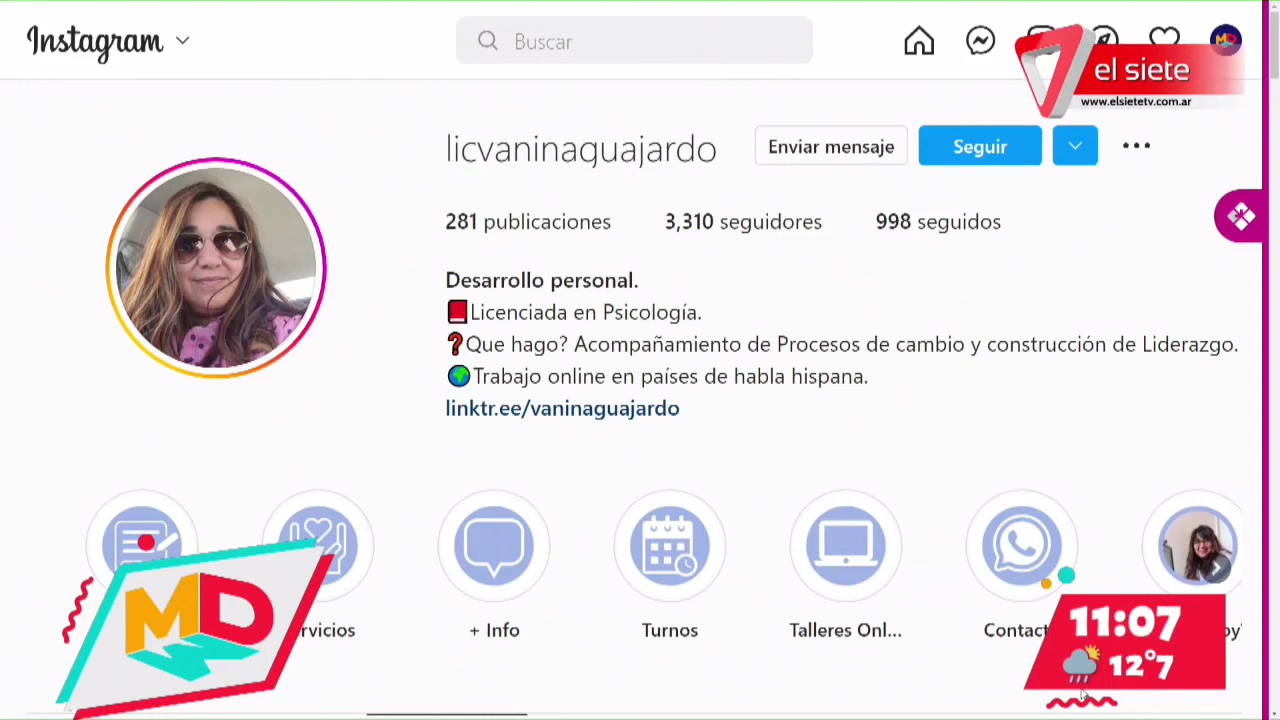 Instagram
Buscar
el siete
www.elsietetv.com.ar
licvaninaguajardo
Enviar mensaje
Seguir
281 publicaciones
3,310 seguidores
998 seguidos
Desarrollo personal.
Licenciada en Psicología.
Que hago? Acompañamiento de Procesos de cambio y construcción de Liderazgo.
Trabajo online en países de habla hispana.
linktr.ee/vaninaguajardo
rvicios
+ Info
Turnos
Talleres Onl...
Contact
MD
11:07
12°7